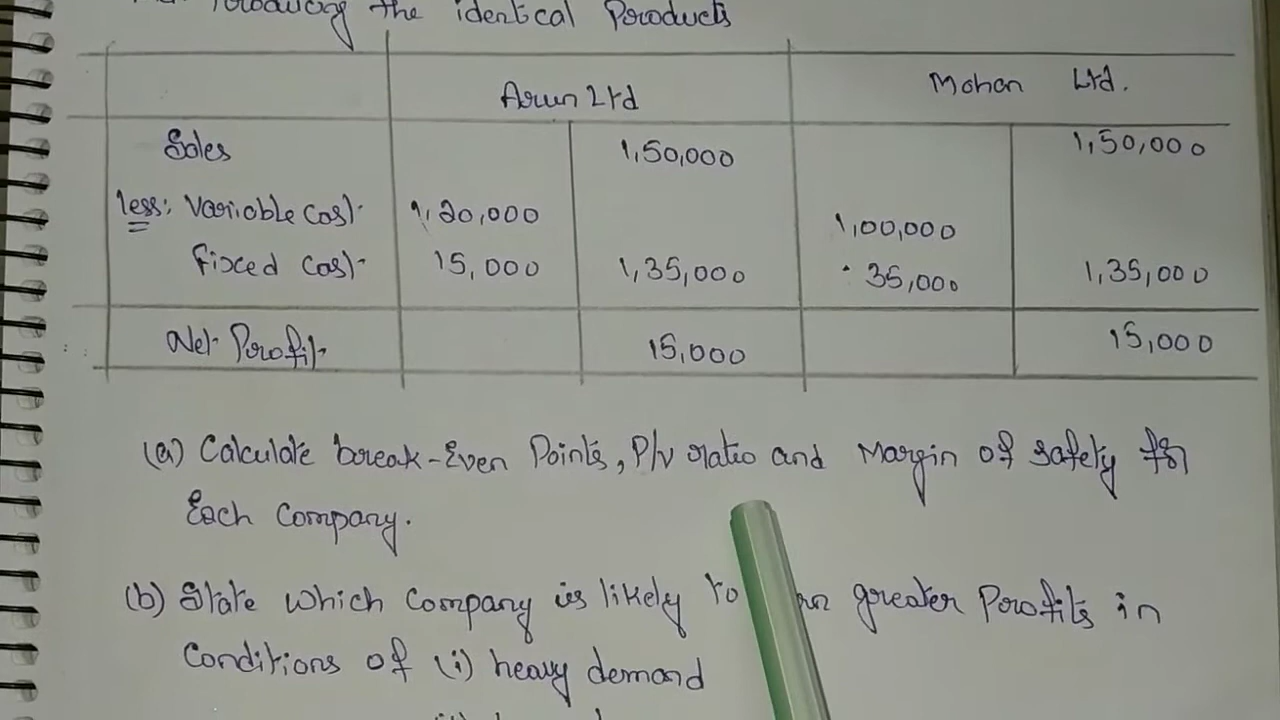 the identical Products
Arun Ltd Mohan Ltd.
Sales 1,50,000 1,50,000
less: Variable cost 1,20,000 1,00,000
Fixed cost 15,000 1,35,000 35,000 1,35,000
Net Profit 15,000 15,000
(a) Calculate break-Even Points, P/v ratio and Margin of safety for
Each Company.
(b) State which Company is likely to greater Profits in
Conditions of (i) heavy demand